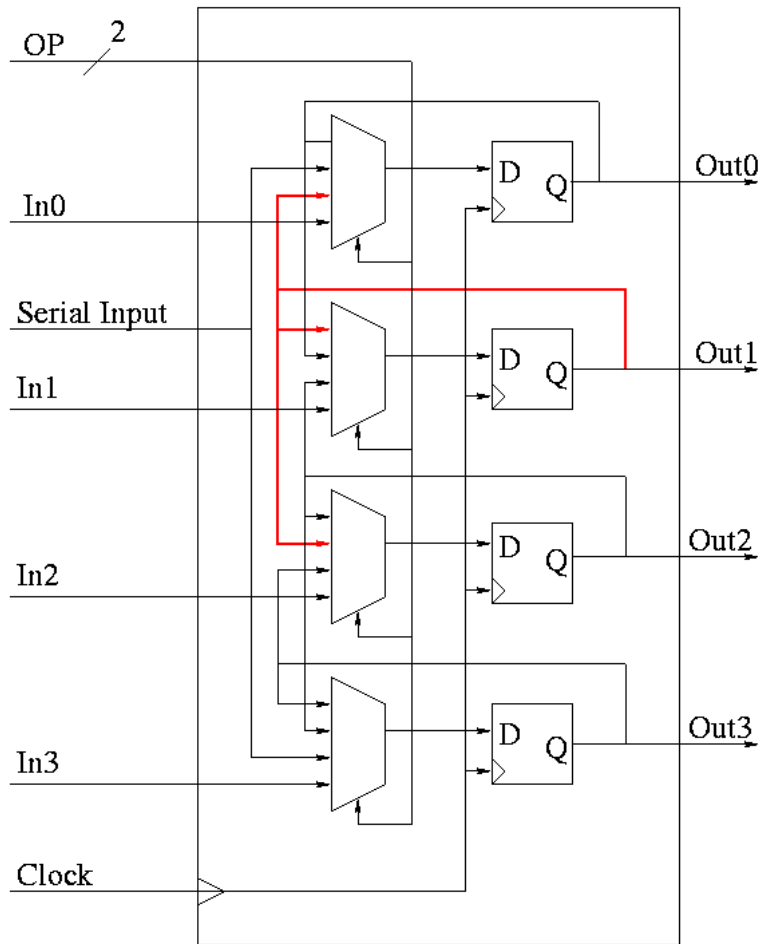 OP
2
In0
Serial Input
In1
In2
In3
Clock
D
Q
Out0
D
Q
Out1
D
Q
Out2
D
Q
Out3